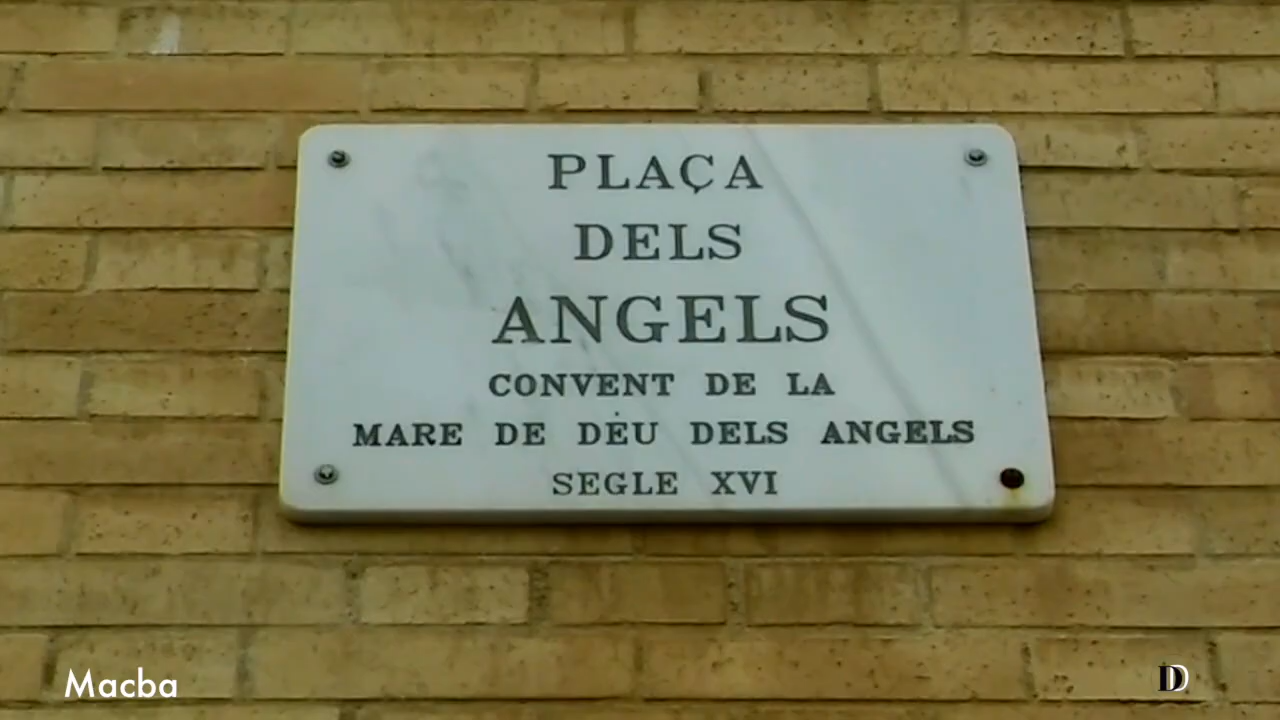 PLAÇA
DELS
ANGELS
CONVENT DE LA
MARE DE DÉU DELS ANGELS
SEGLE XVI
Macba